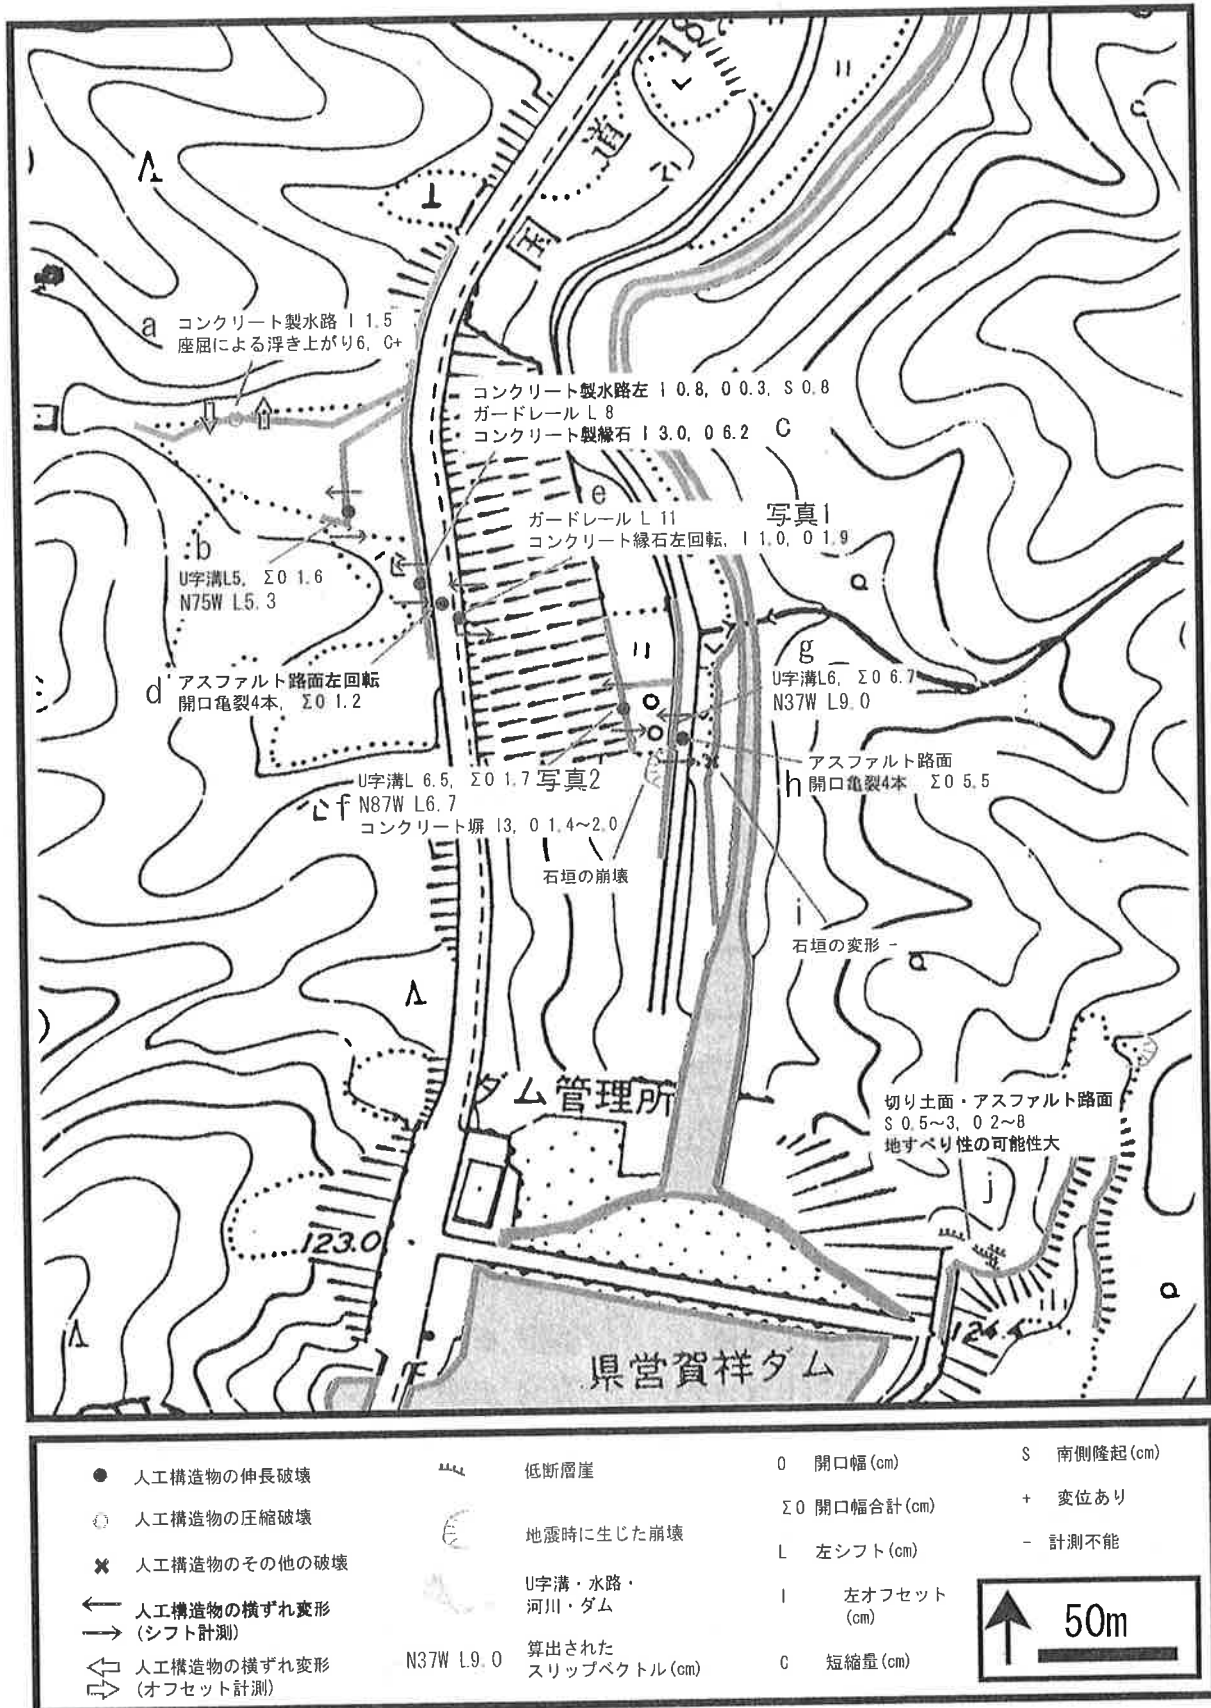 182
国道
a
コンクリート製水路 l 1.5
座屈による浮き上がり6, C+
コンクリート製水路左 l 0.8, O 0.3, S 0.8
ガードレール L 8
コンクリート製縁石 l 3.0, O 6.2
c
e
ガードレール L 11
コンクリート縁石左回転, l 1.0, O 1.9
写真1
b
U字溝L5, ΣO 1.6
N75W L5.3
d
アスファルト路面左回転
開口亀裂4本, ΣO 1.2
g
U字溝L6, ΣO 6.7
N37W L9.0
h
アスファルト路面
開口亀裂4本 ΣO 5.5
f
U字溝L 6.5, ΣO 1.7
写真2
N87W L6.7
コンクリート塀 l3, O 1.4~2.0
石垣の崩壊
i
石垣の変形 -
ダム管理所
切り土面・アスファルト路面
S 0.5~3, O 2~8
地すべり性の可能性大
j
123.0
124.4
県営賀祥ダム
人工構造物の伸長破壊
人工構造物の圧縮破壊
人工構造物のその他の破壊
人工構造物の横ずれ変形
(シフト計測)
人工構造物の横ずれ変形
(オフセット計測)
低断層崖
地震時に生じた崩壊
U字溝・水路・
河川・ダム
N37W L9.0
算出された
スリップベクトル(cm)
O 開口幅(cm)
ΣO 開口幅合計(cm)
L 左シフト(cm)
l 左オフセット
(cm)
C 短縮量(cm)
S 南側隆起(cm)
+ 変位あり
- 計測不能
50m